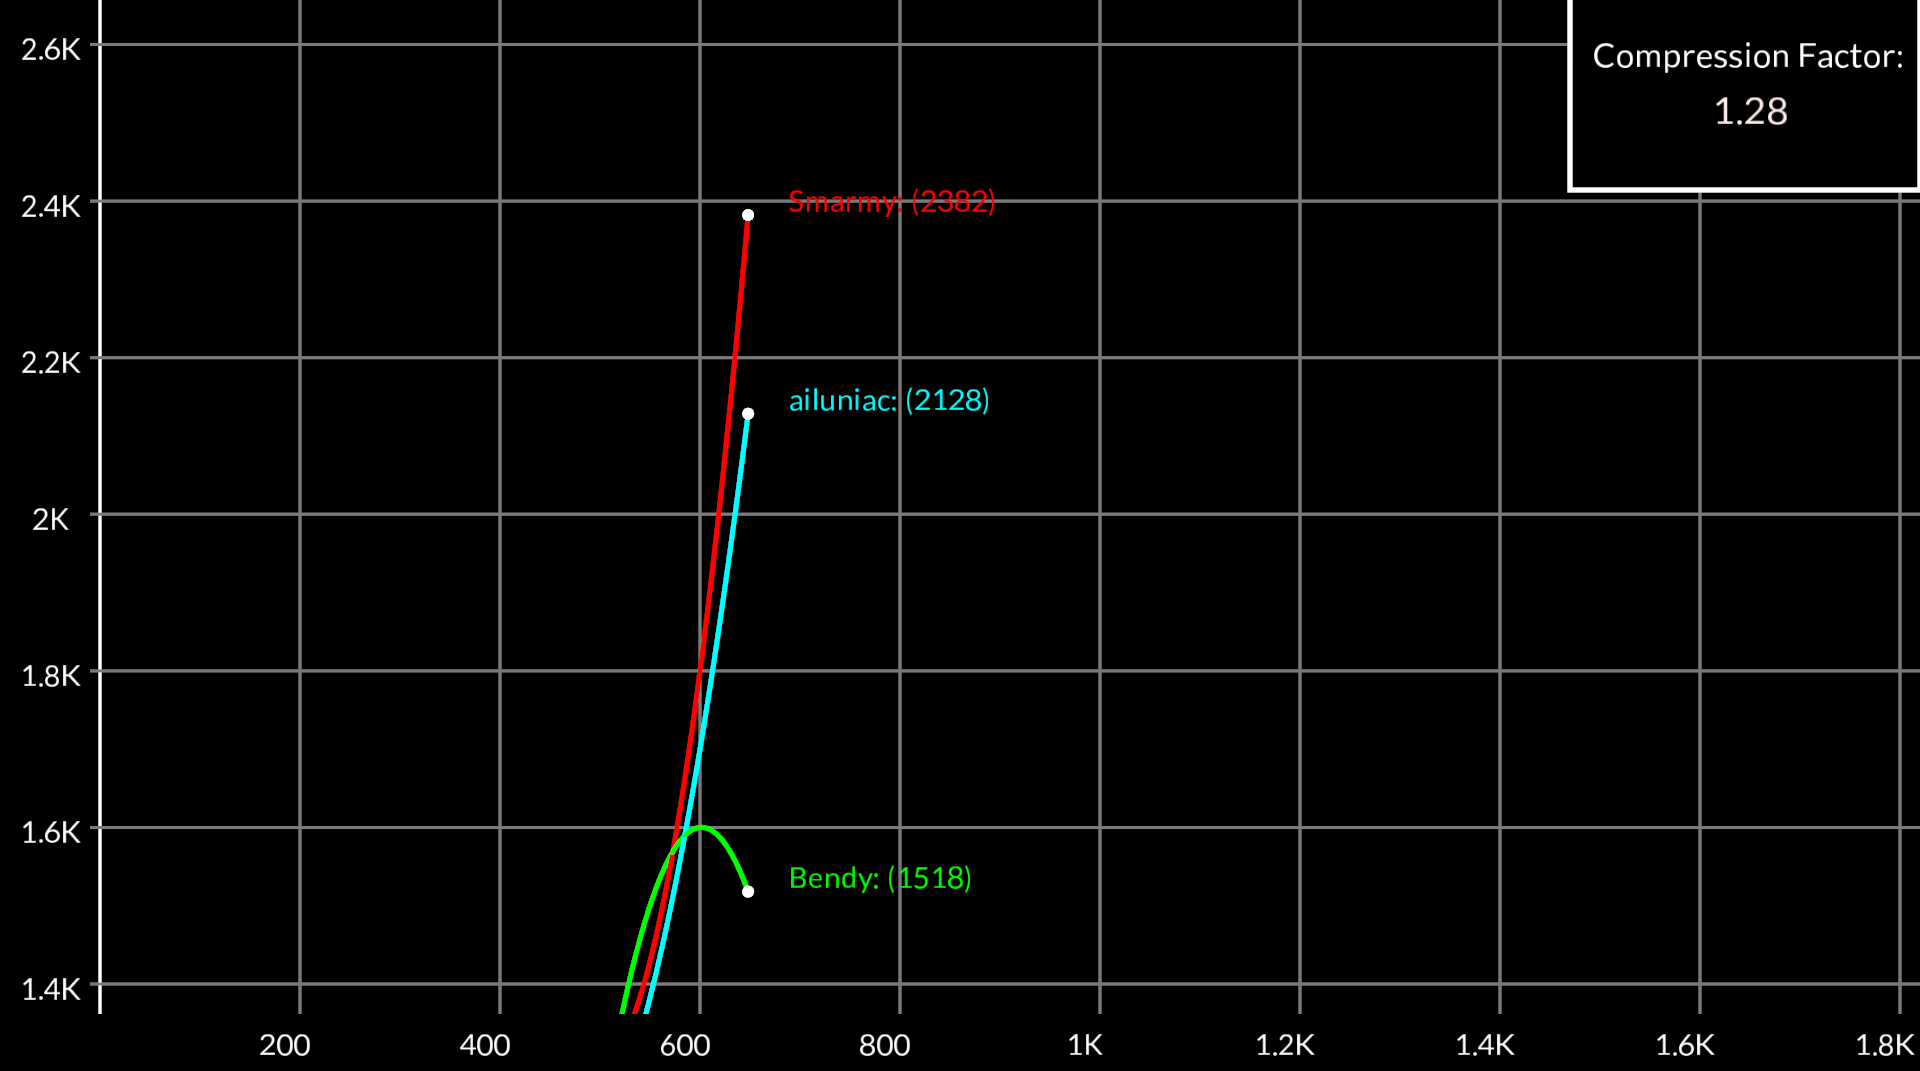 Compression Factor:
1.28
2.6K
2.4K
Smarmy: (2382)
2.2K
ailuniac: (2128)
2K
1.8K
1.6K
Bendy: (1518)
1.4K
200 400 600 800 1K 1.2K 1.4K 1.6K 1.8K